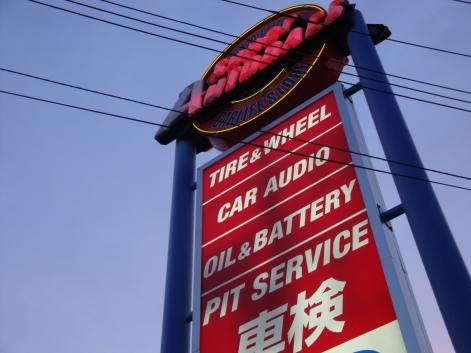 TIRE & WHEEL
CAR AUDIO
OIL & BATTERY
PIT SERVICE
車検